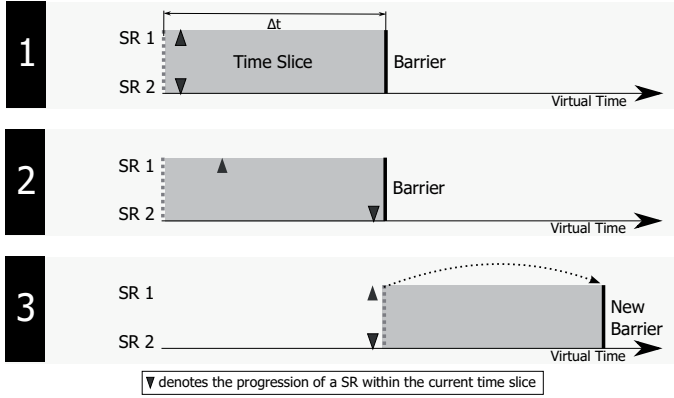 1
Δt
SR 1
Time Slice
Barrier
SR 2
Virtual Time
2
SR 1
Barrier
SR 2
Virtual Time
3
SR 1
New
Barrier
SR 2
Virtual Time
denotes the progression of a SR within the current time slice